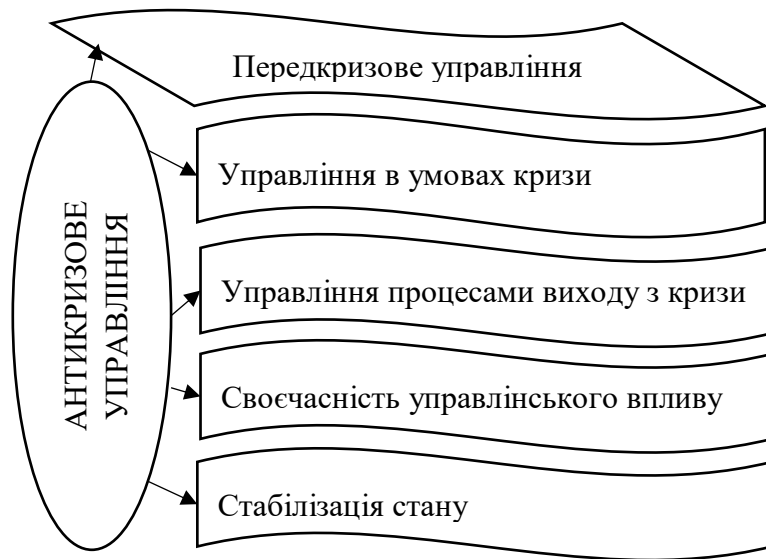 Передкризове управління
Управління в умовах кризи
Управління процесами виходу з кризи
Своєчасність управлінського впливу
Стабілізація стану
АНТИКРИЗОВЕ
УПРАВЛІННЯ